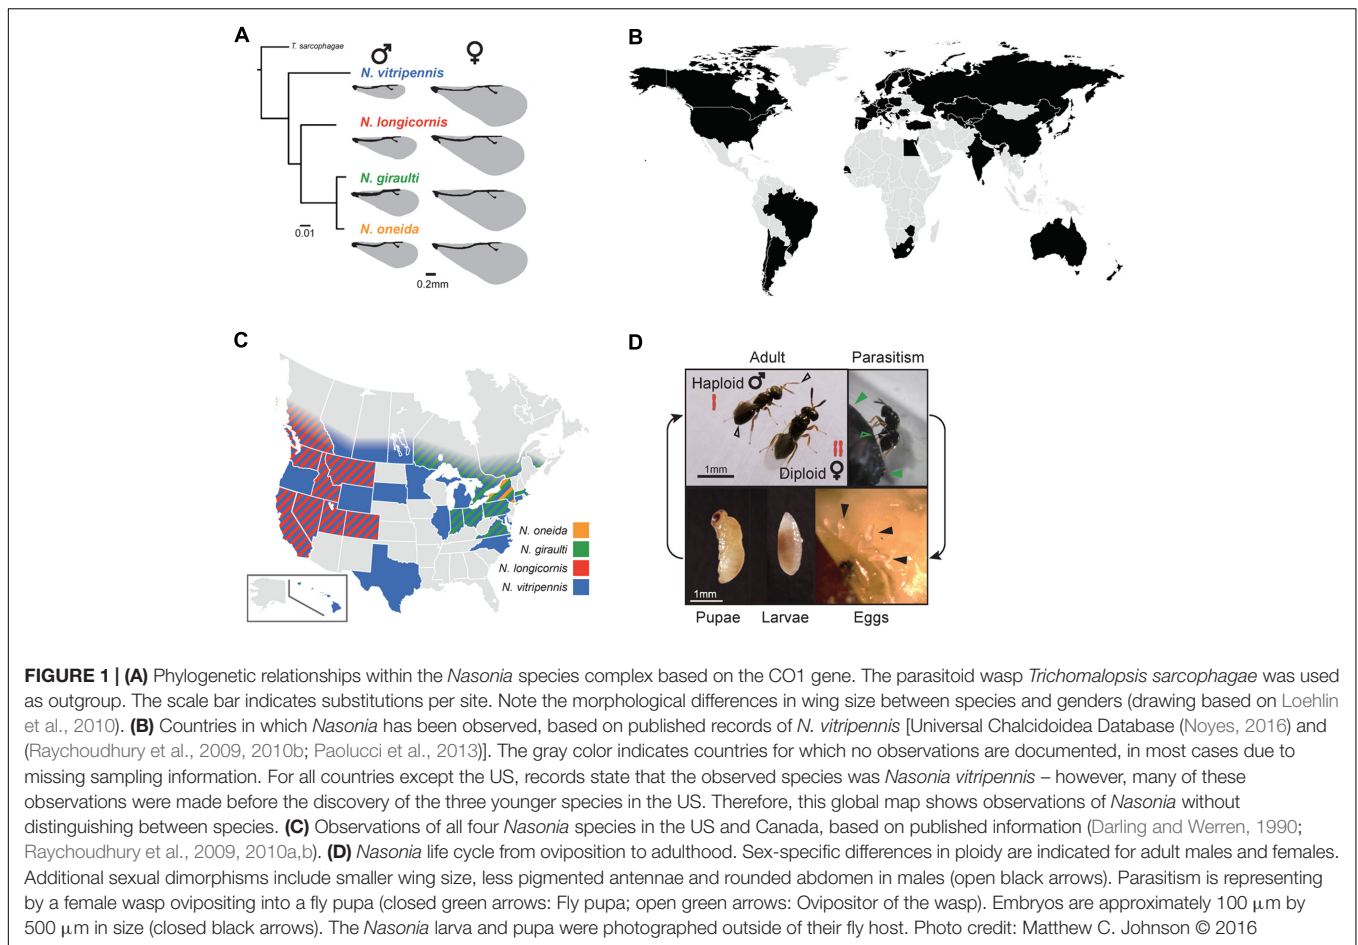 A
T. sarcophagae
♂ ♀
N. vitripennis
N. longicornis
N. giraulti
N. oneida
0.01
0.2mm
B
C
N. oneida
N. giraulti
N. longicornis
N. vitripennis
D
Adult Parasitism
Haploid ♂
Diploid ♀
1mm
1mm
Pupae Larvae Eggs
FIGURE 1 | (A) Phylogenetic relationships within the Nasonia species complex based on the CO1 gene. The parasitoid wasp Trichomalopsis sarcophagae was used
as outgroup. The scale bar indicates substitutions per site. Note the morphological differences in wing size between species and genders (drawing based on Loehlin
et al., 2010). (B) Countries in which Nasonia has been observed, based on published records of N. vitripennis [Universal Chalcidoidea Database (Noyes, 2016) and
(Raychoudhury et al., 2009, 2010b; Paolucci et al., 2013)]. The gray color indicates countries for which no observations are documented, in most cases due to
missing sampling information. For all countries except the US, records state that the observed species was Nasonia vitripennis – however, many of these
observations were made before the discovery of the three younger species in the US. Therefore, this global map shows observations of Nasonia without
distinguishing between species. (C) Observations of all four Nasonia species in the US and Canada, based on published information (Darling and Werren, 1990;
Raychoudhury et al., 2009, 2010a,b). (D) Nasonia life cycle from oviposition to adulthood. Sex-specific differences in ploidy are indicated for adult males and females.
Additional sexual dimorphisms include smaller wing size, less pigmented antennae and rounded abdomen in males (open black arrows). Parasitism is representing
by a female wasp ovipositing into a fly pupa (closed green arrows: Fly pupa; open green arrows: Ovipositor of the wasp). Embryos are approximately 100 μm by
500 μm in size (closed black arrows). The Nasonia larva and pupa were photographed outside of their fly host. Photo credit: Matthew C. Johnson © 2016